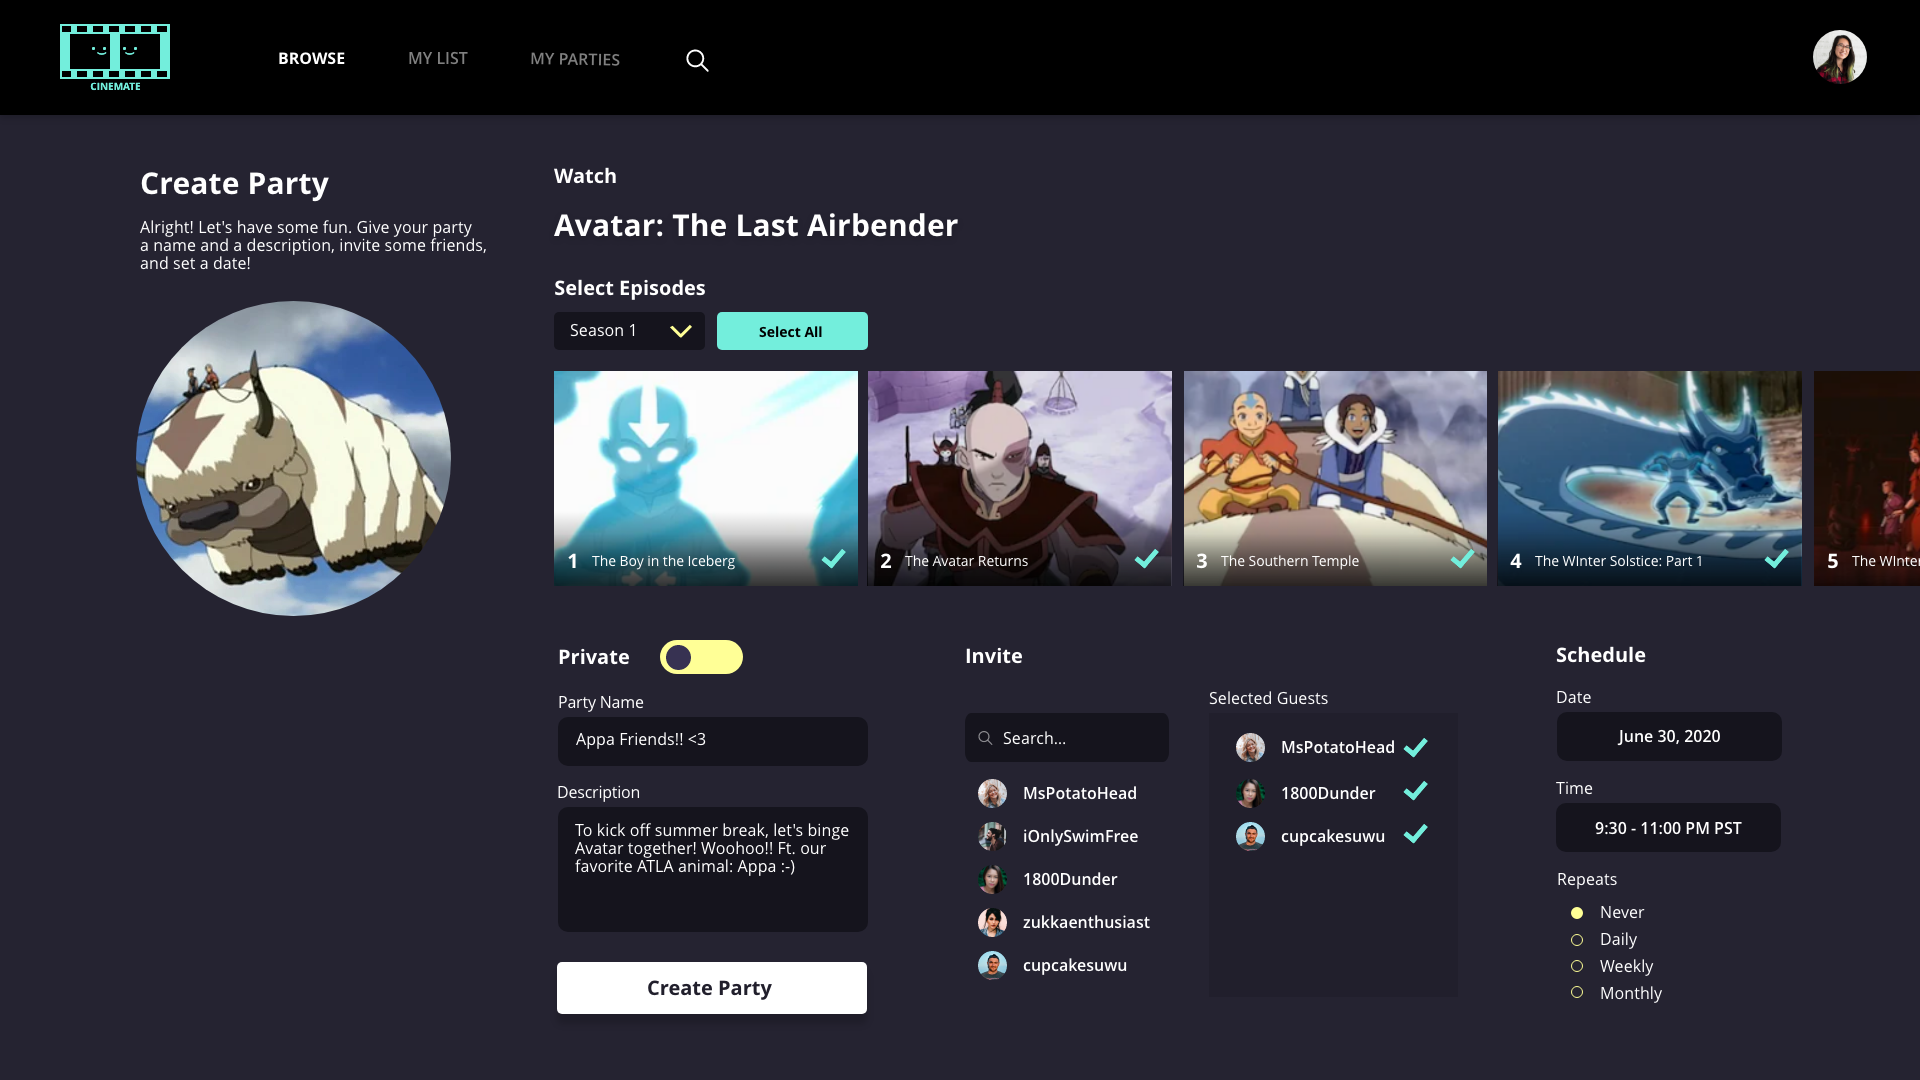 CINEMATE
BROWSE
MY LIST
MY PARTIES
Create Party
Alright! Let's have some fun. Give your party
a name and a description, invite some friends,
and set a date!
Watch
Avatar: The Last Airbender
Select Episodes
Season 1
Select All
1 The Boy in the Iceberg
2 The Avatar Returns
3 The Southern Temple
4 The WInter Solstice: Part 1
5 The WInter
Private
Party Name
Appa Friends!! <3
Description
To kick off summer break, let's binge
Avatar together! Woohoo!! Ft. our
favorite ATLA animal: Appa :-)
Create Party
Invite
Search...
MsPotatoHead
iOnlySwimFree
1800Dunder
zukkaenthusiast
cupcakesuwu
Selected Guests
MsPotatoHead
1800Dunder
cupcakesuwu
Schedule
Date
June 30, 2020
Time
9:30 - 11:00 PM PST
Repeats
Never
Daily
Weekly
Monthly